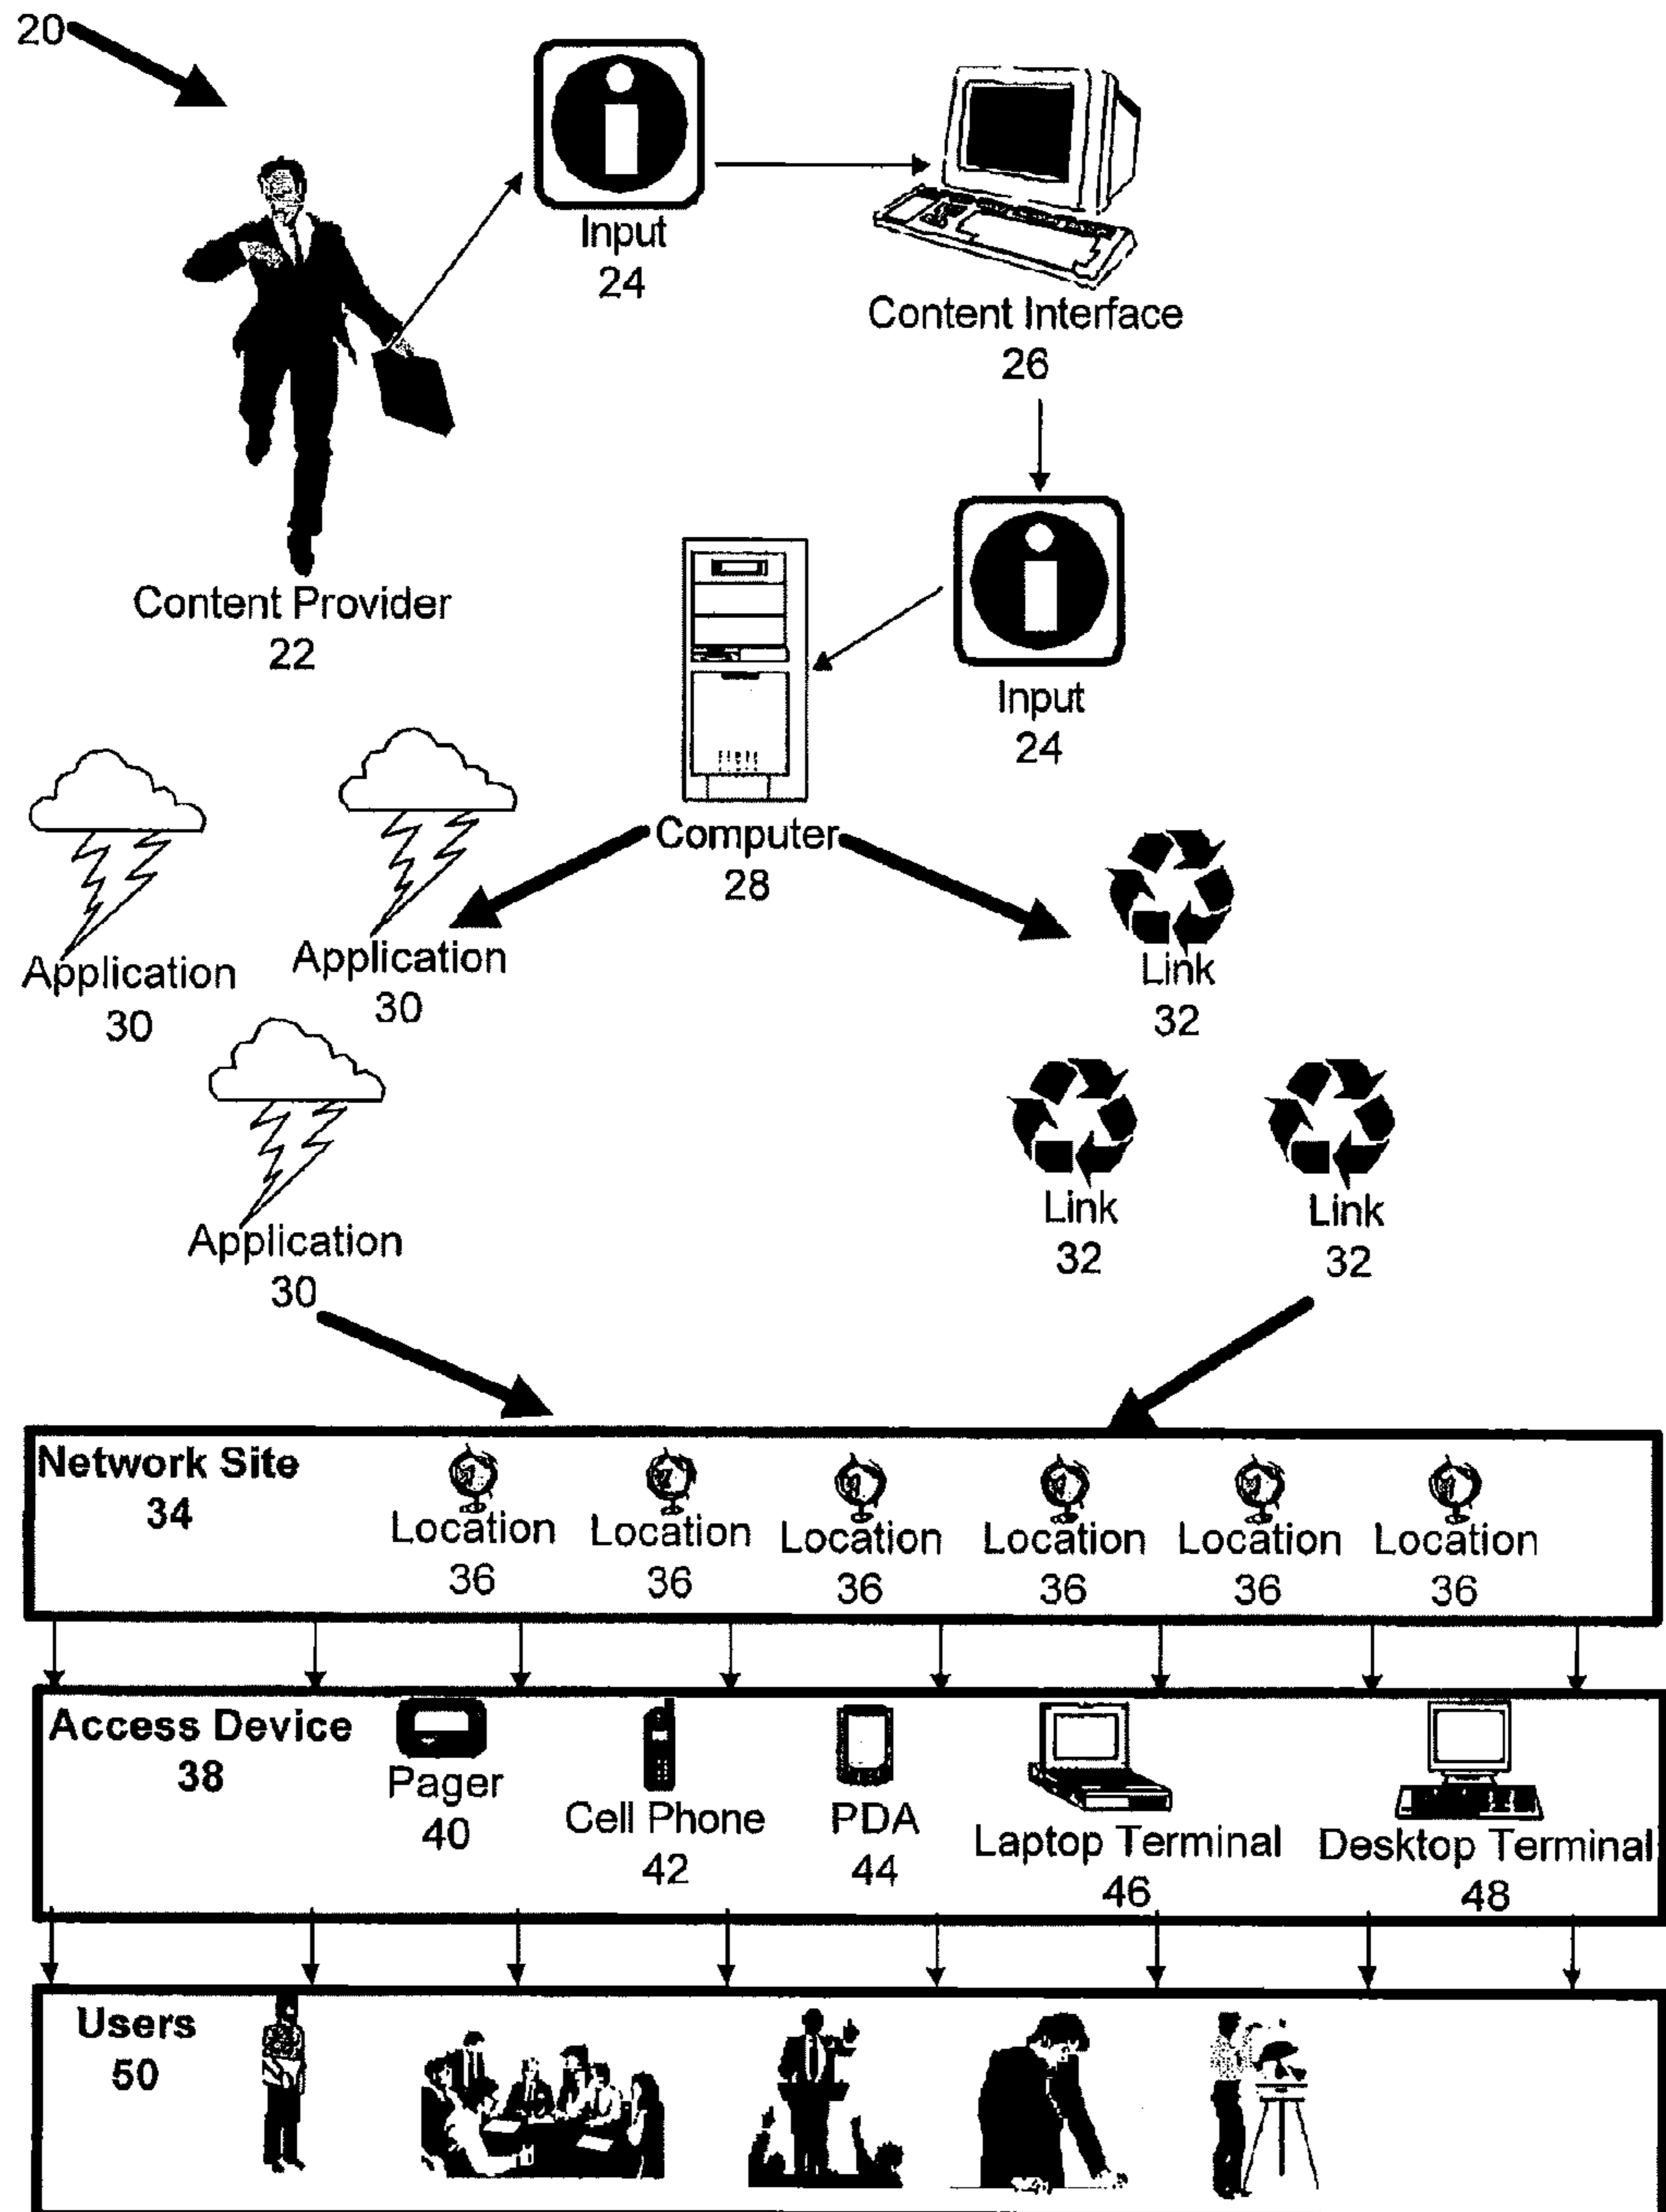 20
Input
24
Content Interface
26
Content Provider
22
Input
24
Computer
28
Application
30
Application
30
Application
30
Link
32
Link
32
Link
32
Network Site
34
Location
36
Location
36
Location
36
Location
36
Location
36
Location
36
Access Device
38
Pager
40
Cell Phone
42
PDA
44
Laptop Terminal
46
Desktop Terminal
48
Users
50